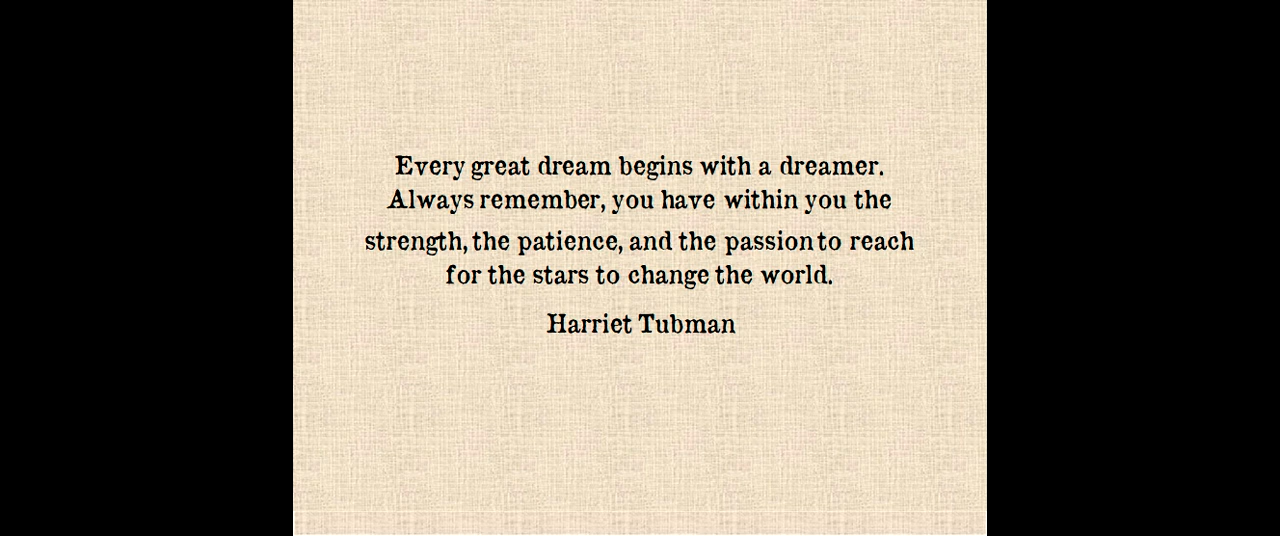 Every great dream begins with a dreamer.
Always remember, you have within you the
strength, the patience, and the passion to reach
for the stars to change the world.
Harriet Tubman